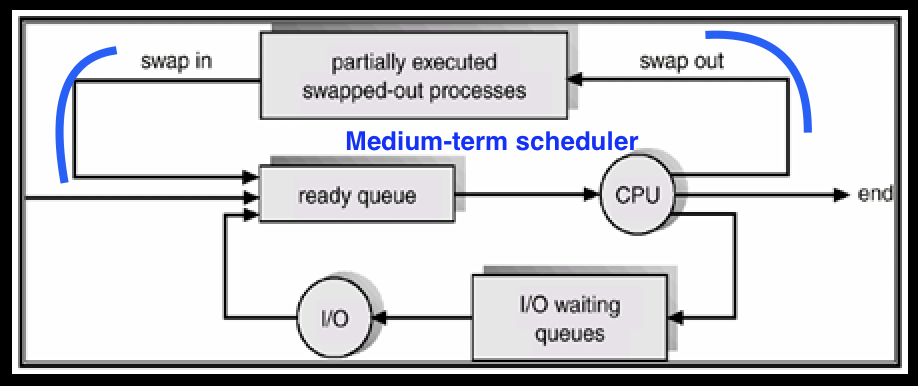 swap in
partially executed
swapped-out processes
swap out
Medium-term scheduler
ready queue
CPU
end
I/O
I/O waiting
queues